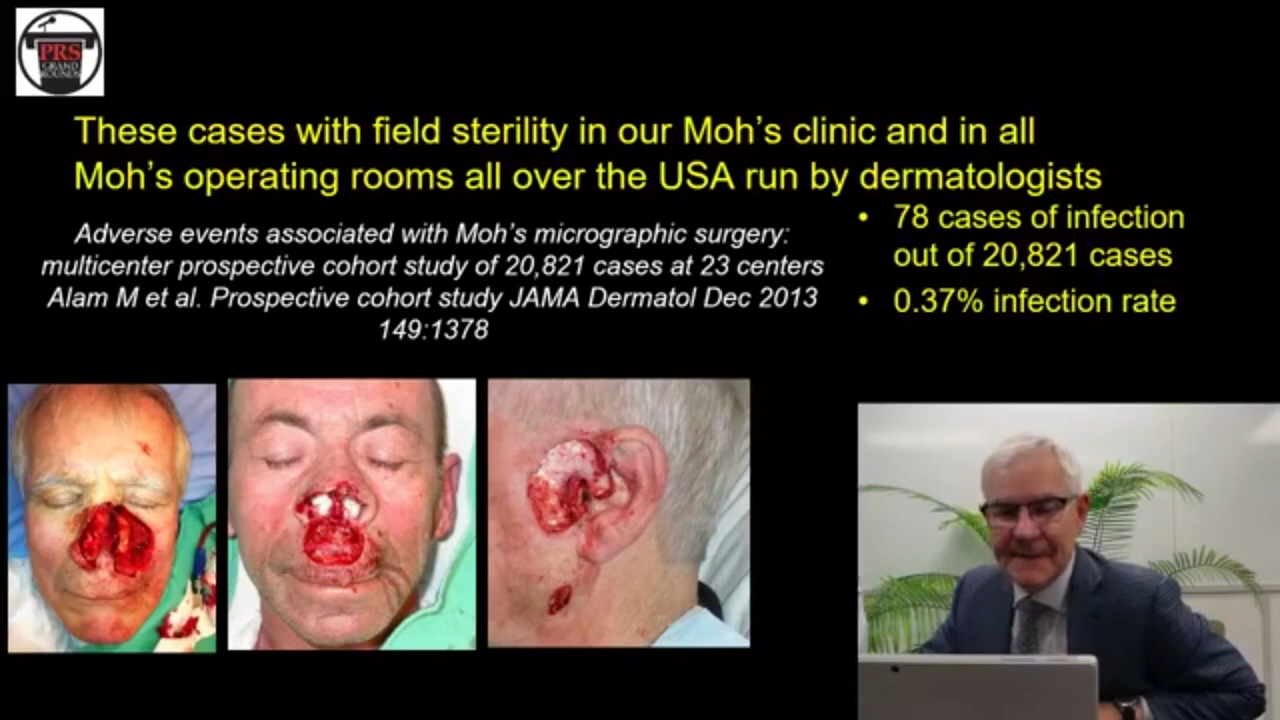 PRS
GRAND
ROUNDS
These cases with field sterility in our Moh's clinic and in all
Moh's operating rooms all over the USA run by dermatologists
Adverse events associated with Moh's micrographic surgery:
multicenter prospective cohort study of 20,821 cases at 23 centers
Alam M et al. Prospective cohort study JAMA Dermatol Dec 2013
149:1378
• 78 cases of infection
out of 20,821 cases
• 0.37% infection rate